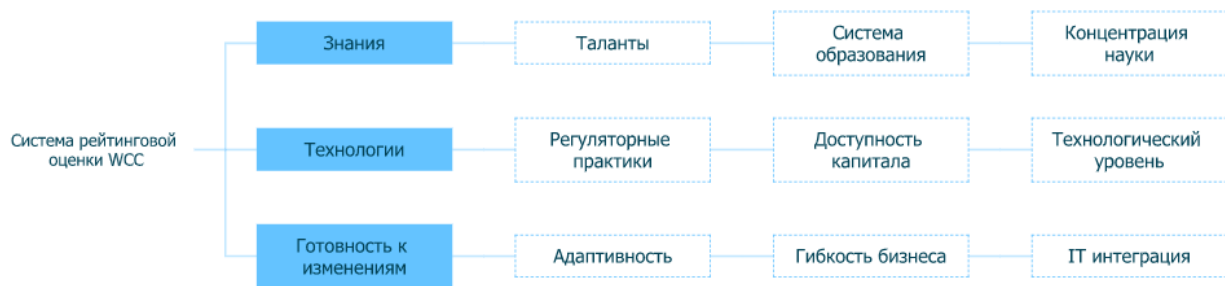 Знания
Таланты
Система
образования
Концентрация
науки
Система рейтинговой
оценки WCC
Технологии
Регуляторные
практики
Доступность
капитала
Технологический
уровень
Готовность к
изменениям
Адаптивность
Гибкость бизнеса
IT интеграция